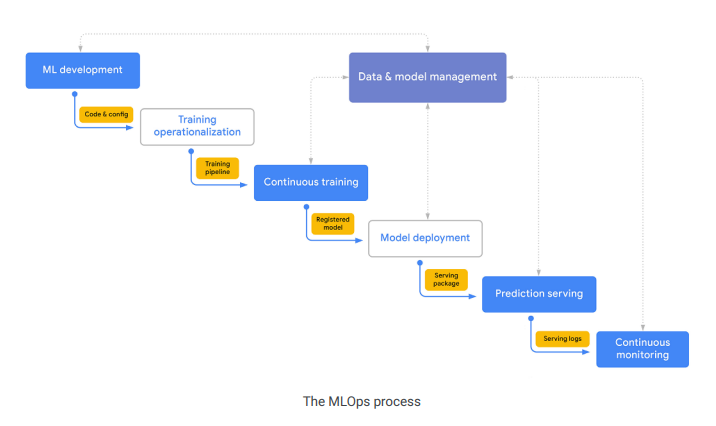 ML development
Data & model management
Code & config
Training
operationalization
Training
pipeline
Continuous training
Registered
model
Model deployment
Serving
package
Prediction serving
Serving logs
Continuous
monitoring
The MLOps process